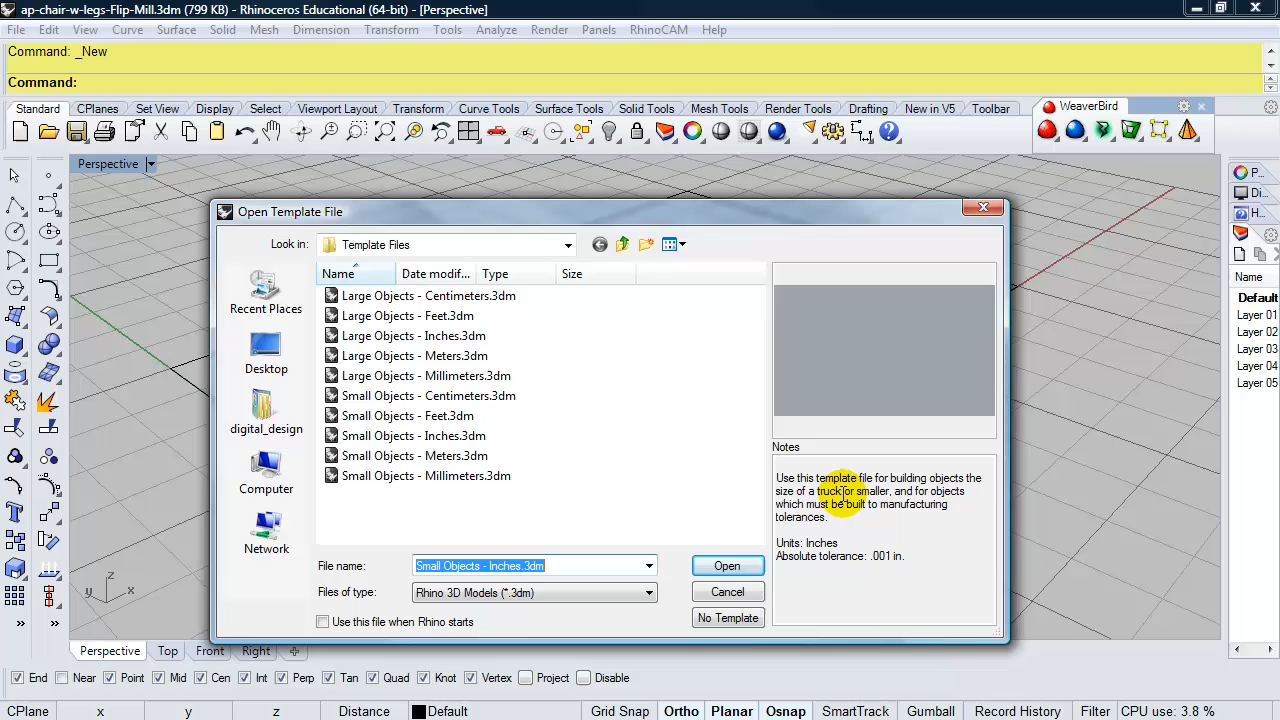 ap-chair-w-legs-Flip-Mill.3dm (799 KB) - Rhinoceros Educational (64-bit) - [Perspective]
File Edit View Curve Surface Solid Mesh Dimension Transform Tools Analyze Render Panels RhinoCAM Help
Command: _New
Command:
Standard CPlanes Set View Display Select Viewport Layout Transform Curve Tools Surface Tools Solid Tools Mesh Tools Render Tools Drafting New in V5 Toolbar
WeaverBird
Perspective
P...
Di
H...
Open Template File
Look in: Template Files
Name Date modif... Type Size
Recent Places
Desktop
digital_design
Computer
Network
Large Objects - Centimeters.3dm
Large Objects - Feet.3dm
Large Objects - Inches.3dm
Large Objects - Meters.3dm
Large Objects - Millimeters.3dm
Small Objects - Centimeters.3dm
Small Objects - Feet.3dm
Small Objects - Inches.3dm
Small Objects - Meters.3dm
Small Objects - Millimeters.3dm
Notes
Use this template file for building objects the
size of a truck or smaller, and for objects
which must be built to manufacturing
tolerances.
Units: Inches
Absolute tolerance: .001 in.
File name: Small Objects - Inches.3dm
Files of type: Rhino 3D Models (*.3dm)
Use this file when Rhino starts
Open
Cancel
No Template
Name
Default
Layer 01
Layer 02
Layer 03
Layer 04
Layer 05
z
y x
Perspective Top Front Right
End Near Point Mid Cen Int Perp Tan Quad Knot Vertex Project Disable
CPlane x y z Distance Default Grid Snap Ortho Planar Osnap SmartTrack Gumball Record History Filter CPU use: 3.8 %